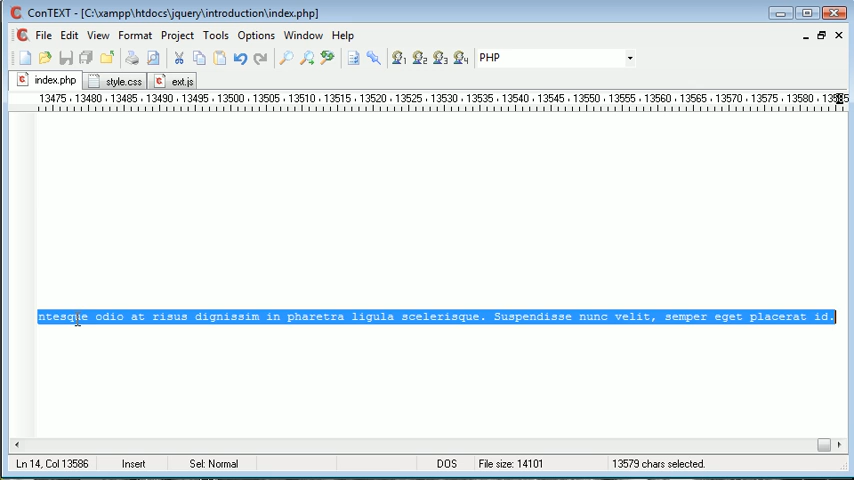 ConTEXT - [C:\xampp\htdocs\jquery\introduction\index.php]
File Edit View Format Project Tools Options Window Help
PHP
index.php style.css ext.js
13475 13480 13485 13490 13495 13500 13505 13510 13515 13520 13525 13530 13535 13540 13545 13550 13555 13560 13565 13570 13575 13580
ntesque odio at risus dignissim in pharetra ligula scelerisque. Suspendisse nunc velit, semper eget placerat id.
Ln 14, Col 13586 Insert Sel: Normal DOS File size: 14101 13579 chars selected.